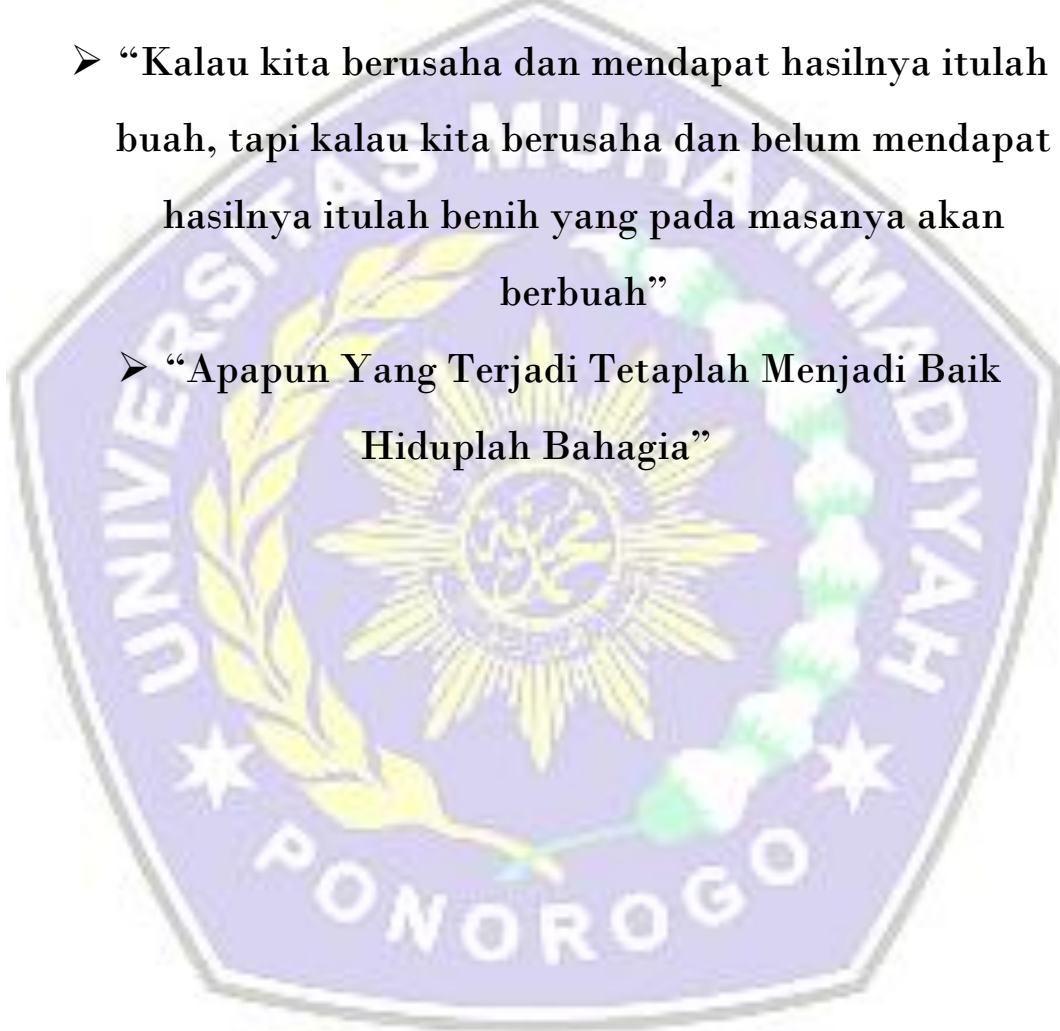 ➢ “Kalau kita berusaha dan mendapat hasilnya itulah
buah, tapi kalau kita berusaha dan belum mendapat
hasilnya itulah benih yang pada masanya akan
berbuah”
➢ “Apapun Yang Terjadi Tetaplah Menjadi Baik
Hiduplah Bahagia”
UNIVERSITAS MUHAMMADIYAH
PONOROGO